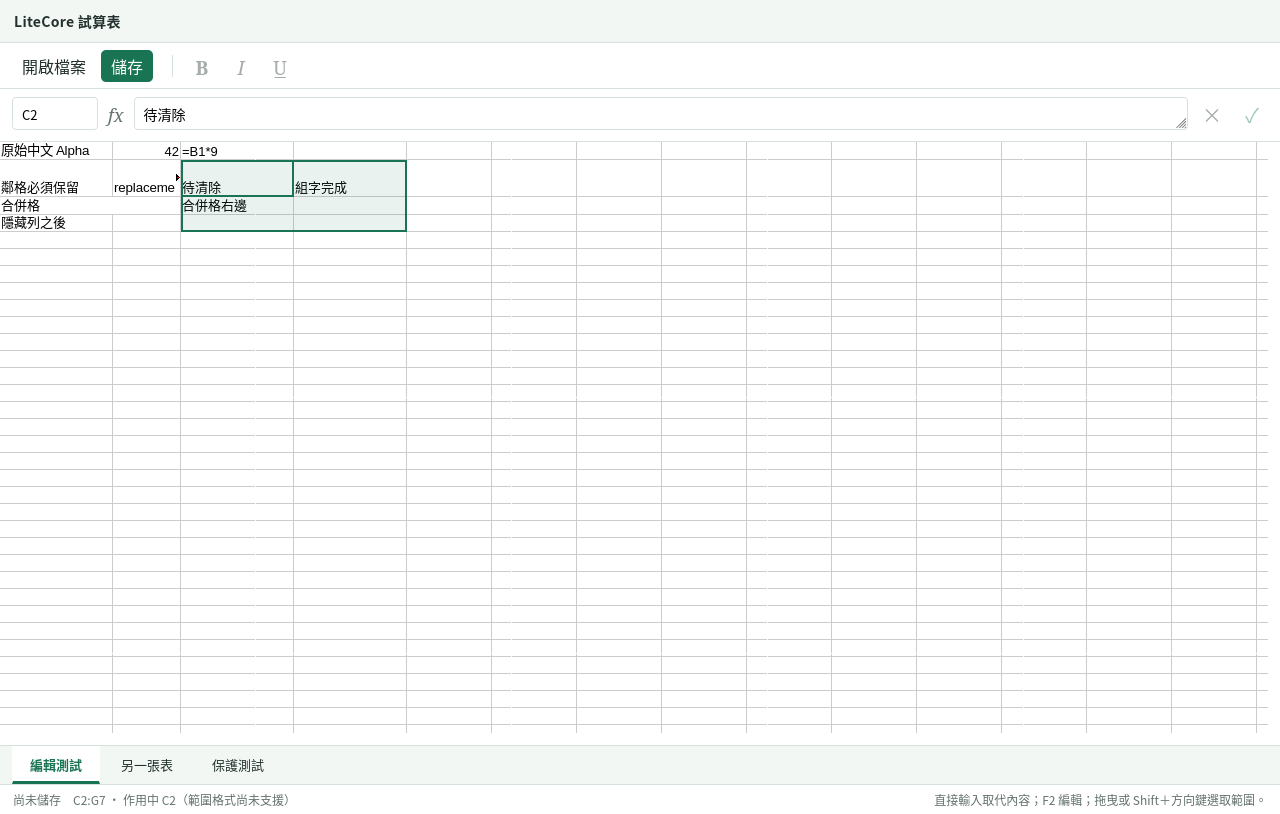 LiteCore 試算表
開啟檔案 儲存 B I U
C2 fx 待清除
原始中文 Alpha 42 =B1*9
鄰格必須保留 replaceme 待清除 組字完成
合併格 合併格右邊
隱藏列之後
編輯測試 另一張表 保護測試
尚未儲存 C2:G7 · 作用中 C2（範圍格式尚未支援） 直接輸入取代內容；F2 編輯；拖曳或 Shift＋方向鍵選取範圍。